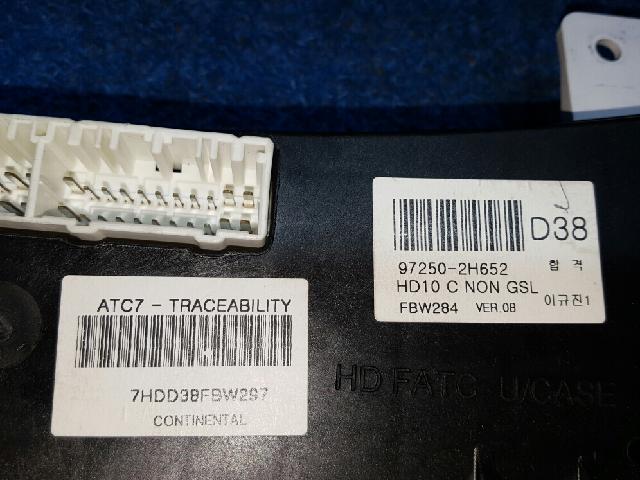 D38
97250-2H652 합 격
HD10 C NON GSL
FBW284 VER.08 이규진1
ATC7 - TRACEABILITY
7HDD38FBW297
CONTINENTAL
HD FATC U/CASE